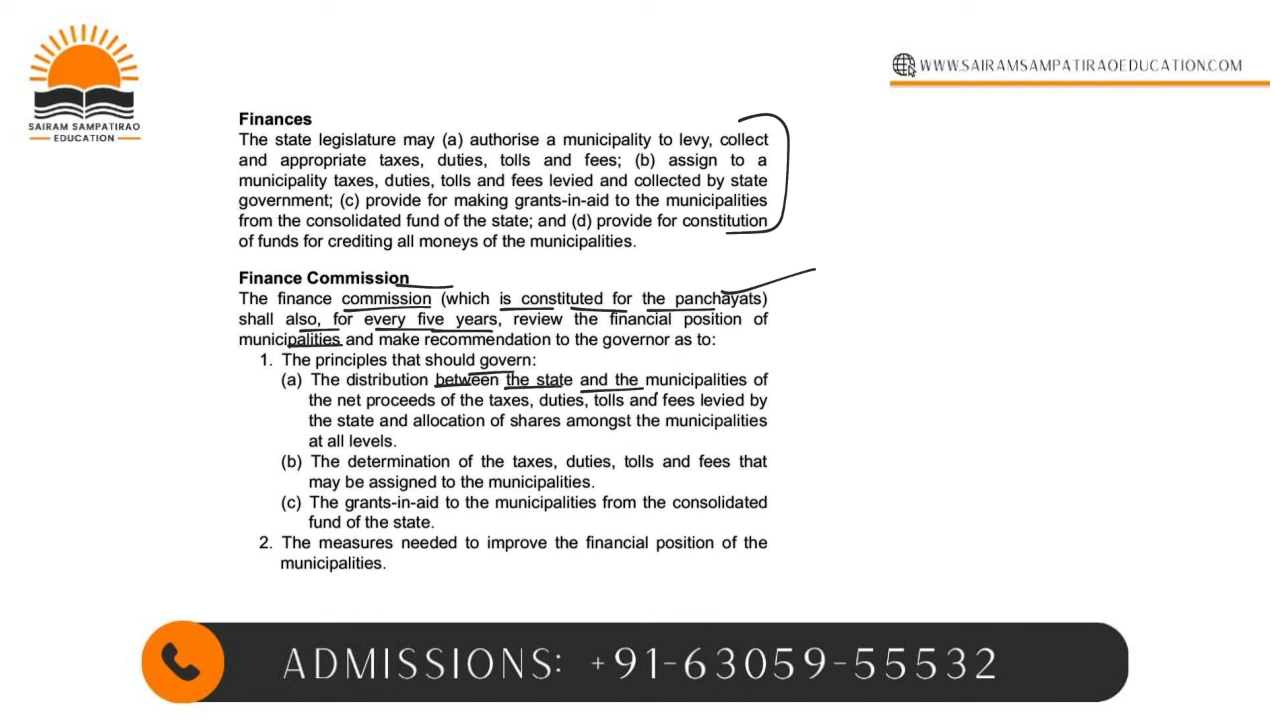 SAIRAM SAMPATIRAO
EDUCATION
WWW.SAIRAMSAMPATIRAOEDUCATION.COM
Finances
The state legislature may (a) authorise a municipality to levy, collect
and appropriate taxes, duties, tolls and fees; (b) assign to a
municipality taxes, duties, tolls and fees levied and collected by state
government; (c) provide for making grants-in-aid to the municipalities
from the consolidated fund of the state; and (d) provide for constitution
of funds for crediting all moneys of the municipalities.
Finance Commission
The finance commission (which is constituted for the panchayats)
shall also, for every five years, review the financial position of
municipalities and make recommendation to the governor as to:
1. The principles that should govern:
(a) The distribution between the state and the municipalities of
the net proceeds of the taxes, duties, tolls and fees levied by
the state and allocation of shares amongst the municipalities
at all levels.
(b) The determination of the taxes, duties, tolls and fees that
may be assigned to the municipalities.
(c) The grants-in-aid to the municipalities from the consolidated
fund of the state.
2. The measures needed to improve the financial position of the
municipalities.
ADMISSIONS: +91-63059-55532